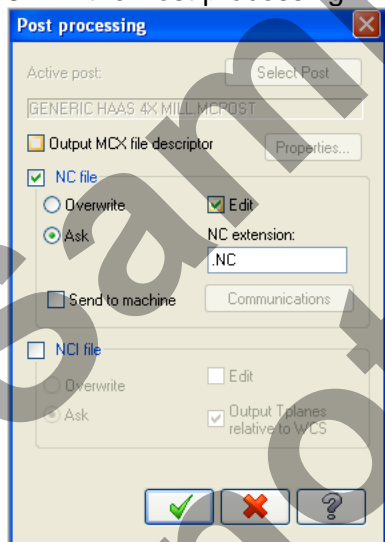 Post processing
Active post:
Select Post
GENERIC HAAS 4X MILL.MCPOST
Output MCX file descriptor
Properties...
NC file
Overwrite
Edit
Ask
NC extension:
.NC
Send to machine
Communications
NCI file
Overwrite
Edit
Ask
Output Tplanes
relative to WCS